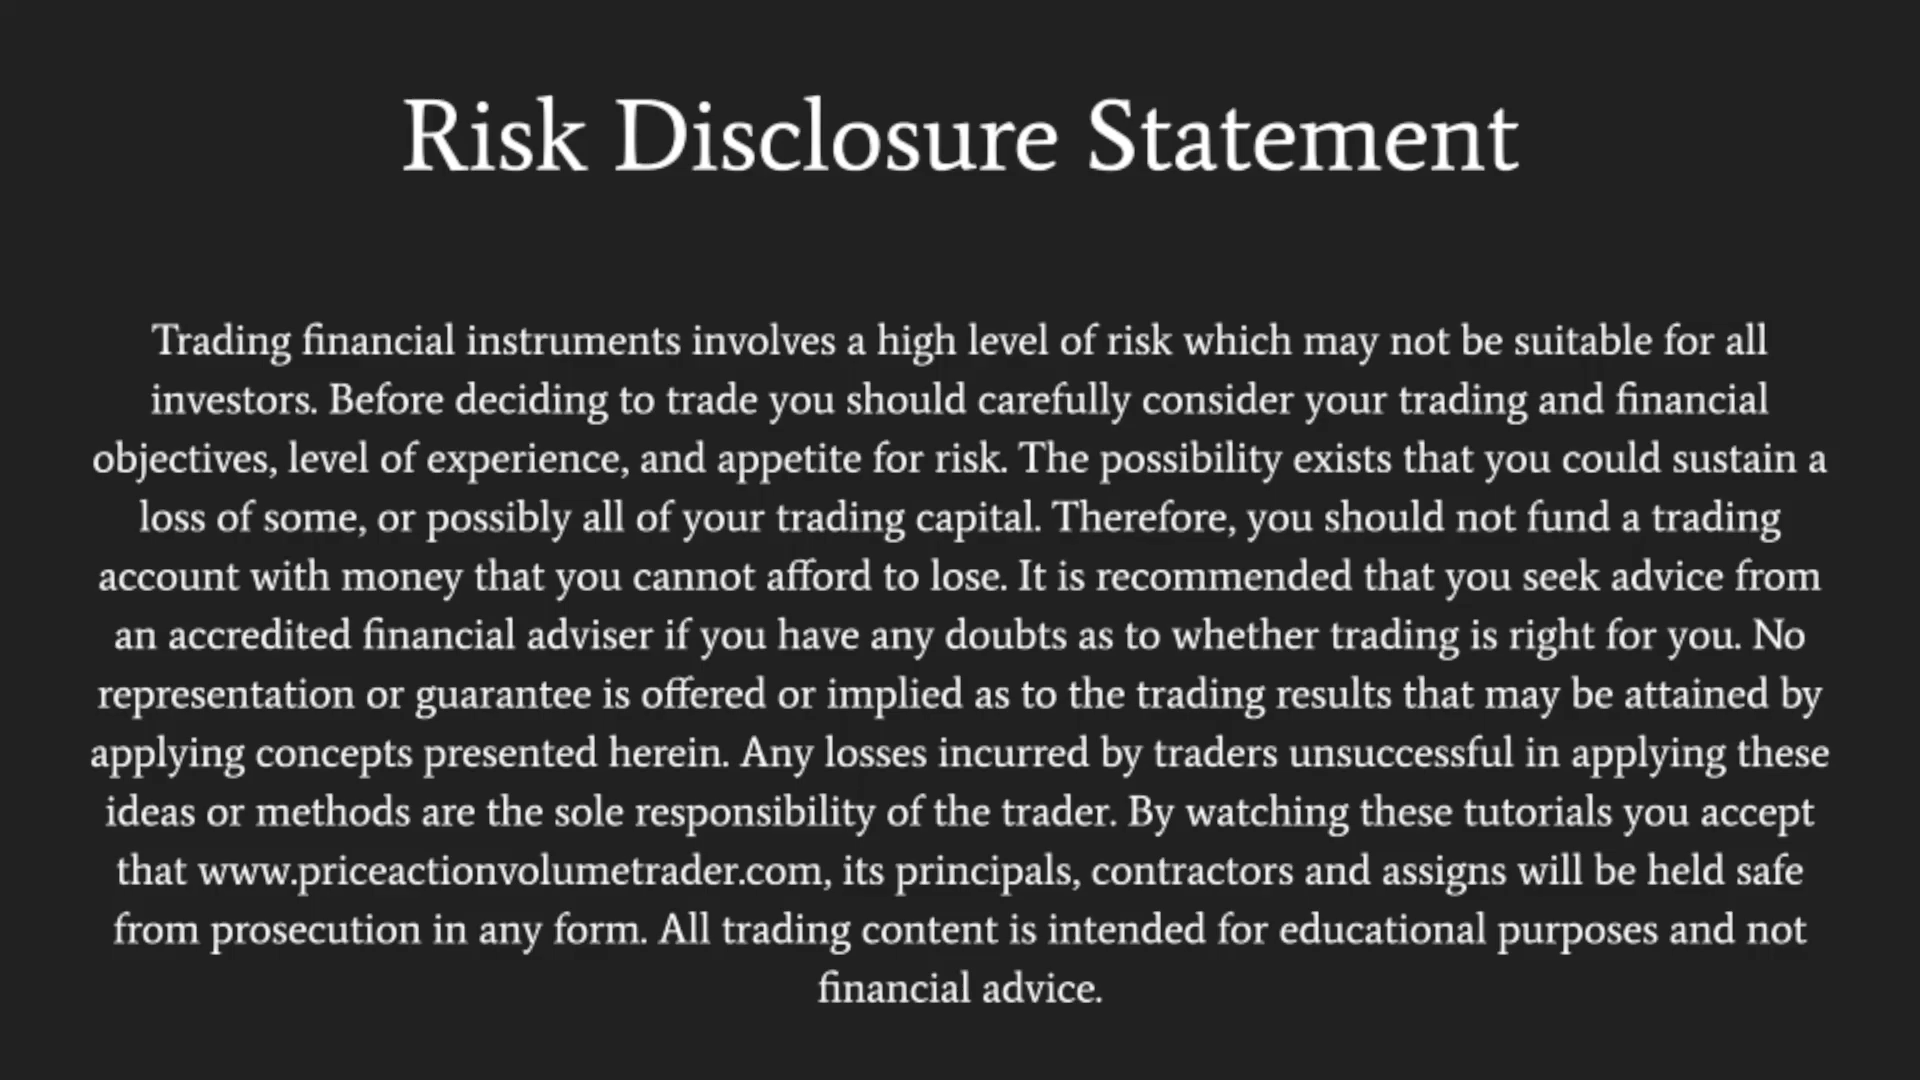 Risk Disclosure Statement
Trading financial instruments involves a high level of risk which may not be suitable for all
investors. Before deciding to trade you should carefully consider your trading and financial
objectives, level of experience, and appetite for risk. The possibility exists that you could sustain a
loss of some, or possibly all of your trading capital. Therefore, you should not fund a trading
account with money that you cannot afford to lose. It is recommended that you seek advice from
an accredited financial adviser if you have any doubts as to whether trading is right for you. No
representation or guarantee is offered or implied as to the trading results that may be attained by
applying concepts presented herein. Any losses incurred by traders unsuccessful in applying these
ideas or methods are the sole responsibility of the trader. By watching these tutorials you accept
that www.priceactionvolumetrader.com, its principals, contractors and assigns will be held safe
from prosecution in any form. All trading content is intended for educational purposes and not
financial advice.